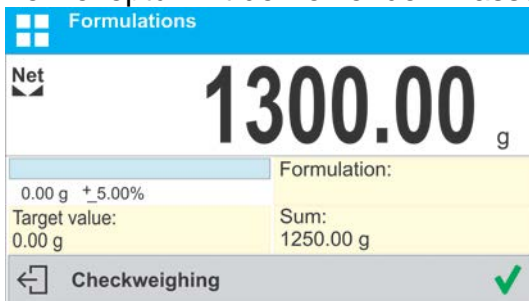 Formulations
Net
1300.00 g
0.00 g ±5.00%
Formulation:
Target value:
0.00 g
Sum:
1250.00 g
Checkweighing